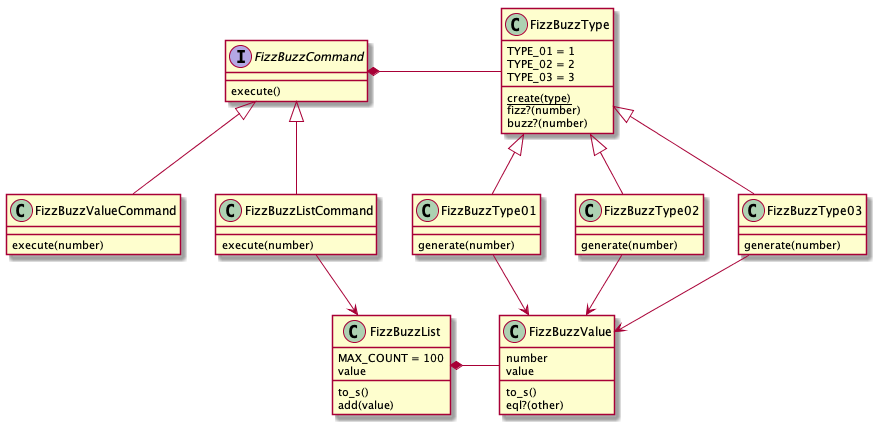 C FizzBuzzType
TYPE_01 = 1
TYPE_02 = 2
TYPE_03 = 3
create(type)
fizz?(number)
buzz?(number)
I FizzBuzzCommand
execute()
C FizzBuzzValueCommand
execute(number)
C FizzBuzzListCommand
execute(number)
C FizzBuzzType01
generate(number)
C FizzBuzzType02
generate(number)
C FizzBuzzType03
generate(number)
C FizzBuzzList
MAX_COUNT = 100
value
to_s()
add(value)
C FizzBuzzValue
number
value
to_s()
eql?(other)